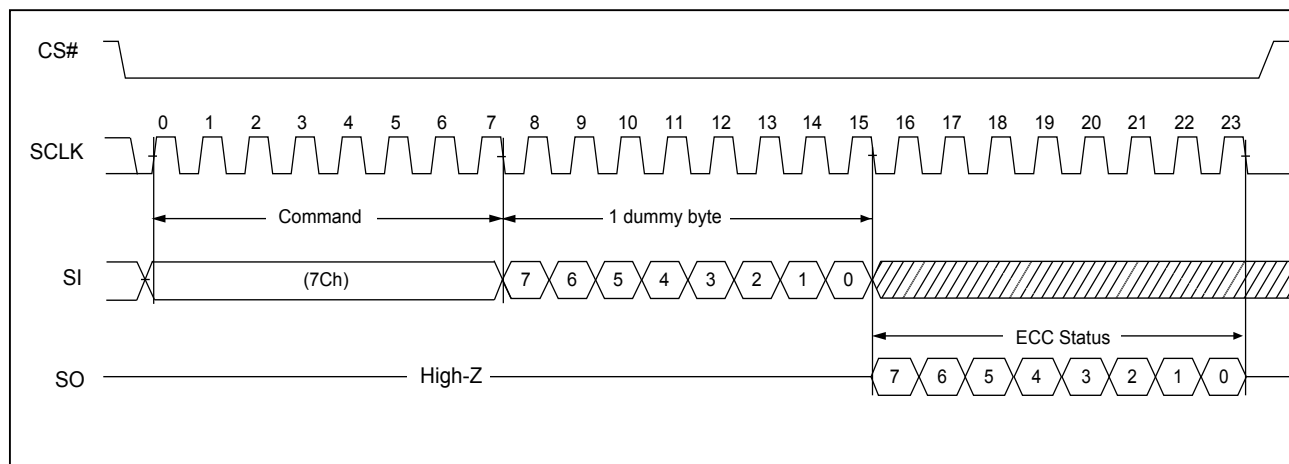 CS#
0 1 2 3 4 5 6 7 8 9 10 11 12 13 14 15 16 17 18 19 20 21 22 23
SCLK
Command 1 dummy byte
SI (7Ch) 7 6 5 4 3 2 1 0
ECC Status
SO High-Z 7 6 5 4 3 2 1 0